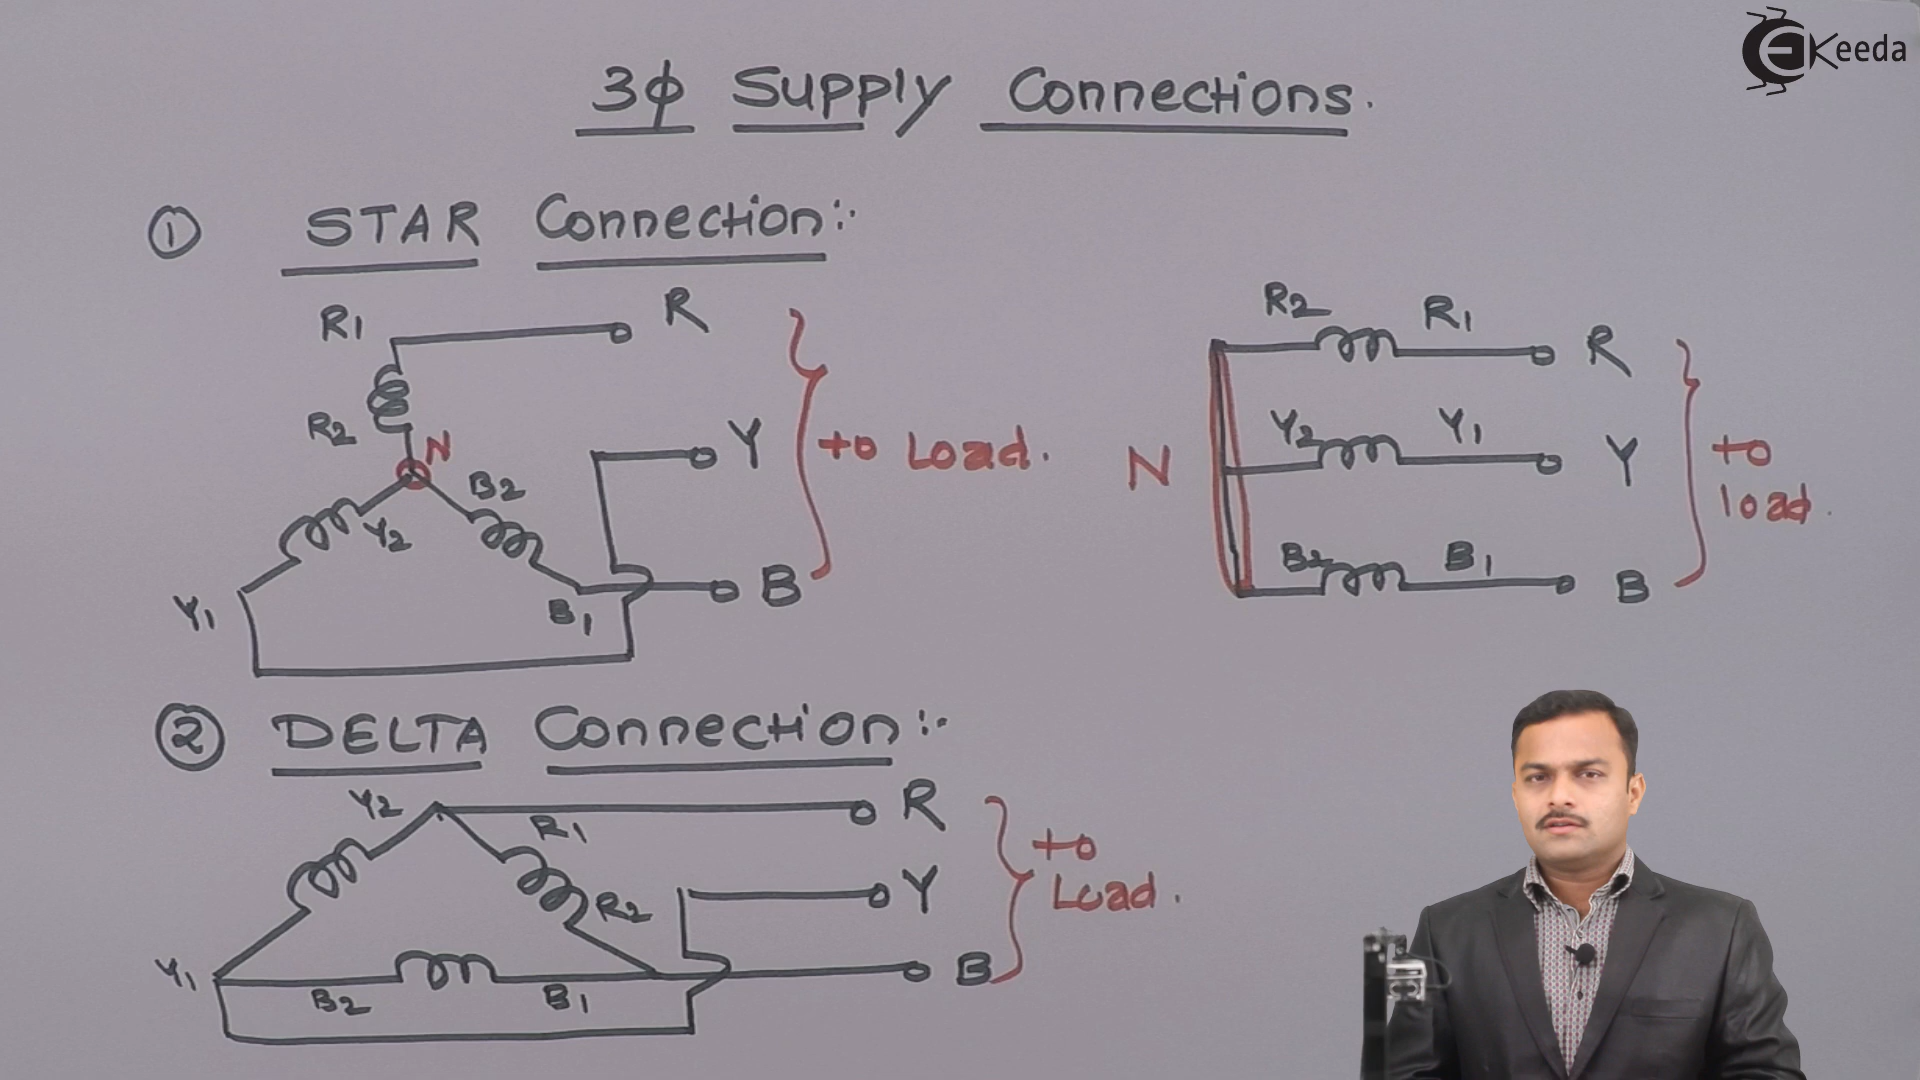 Keeda
3ϕ Supply Connections.
① STAR Connection:-
R1 R
R2 N
B2
Y2
Y1 B1
Y
B
to Load.
R2 R1 R
N Y2 Y1 Y
B2 B1 B
to
load.
② DELTA Connection:-
Y2 R1 R
R2 Y
Y1 B2 B1 B
to
Load.